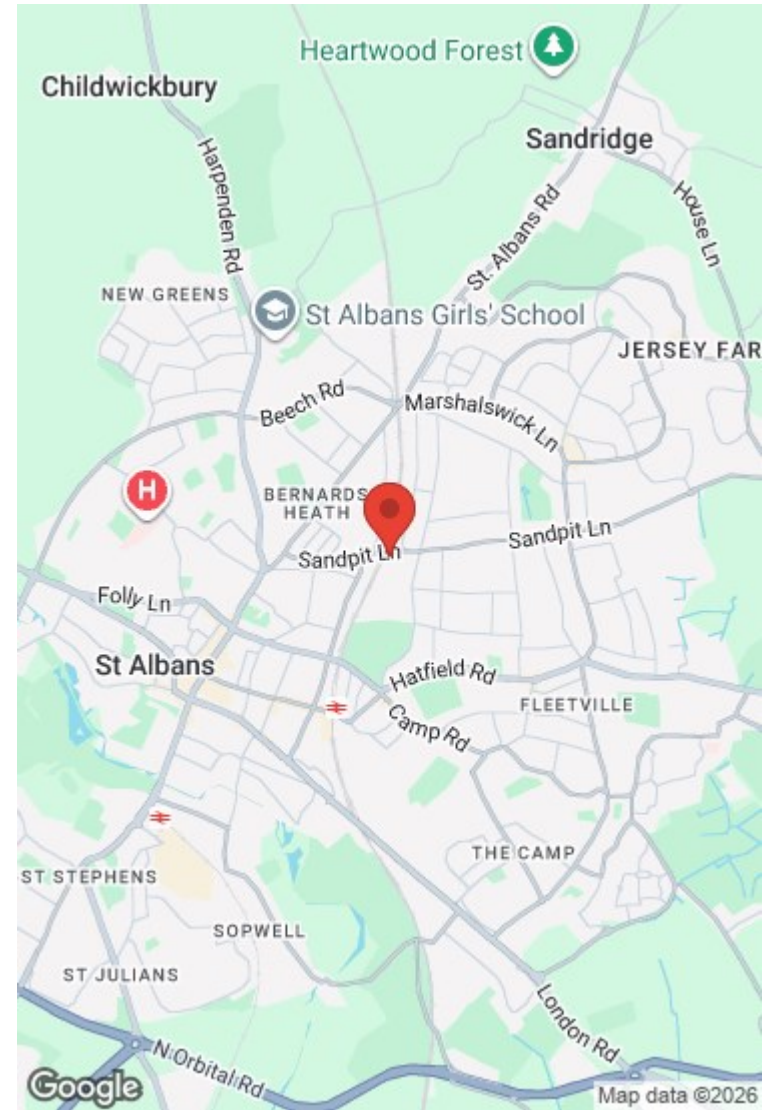 Heartwood Forest
Childwickbury
Sandridge
Harpenden Rd
House Ln
St. Albans Rd
NEW GREENS
St Albans Girls' School
JERSEY FAR
Beech Rd
Marshalswick Ln
H
BERNARDS
HEATH
Sandpit Ln
Sandpit Ln
Folly Ln
St Albans
Hatfield Rd
FLEETVILLE
Camp Rd
THE CAMP
ST STEPHENS
SOPWELL
ST JULIANS
London Rd
N Orbital Rd
Google
Map data ©2026